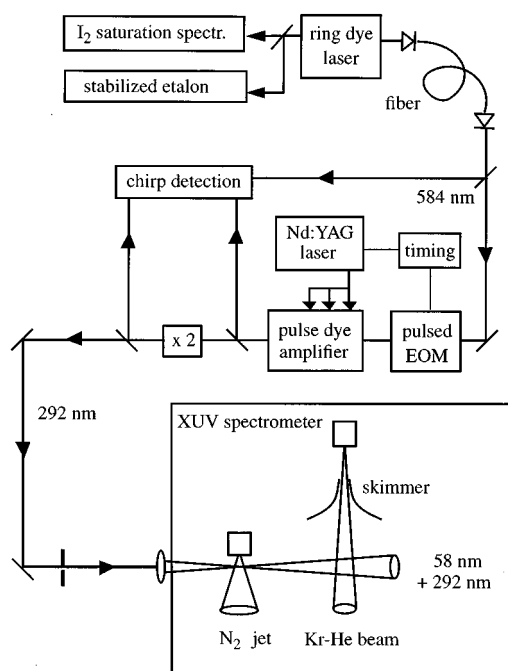 I2 saturation spectr.
ring dye
laser
stabilized etalon
fiber
chirp detection
584 nm
Nd:YAG
laser
timing
x 2
pulse dye
amplifier
pulsed
EOM
292 nm
XUV spectrometer
skimmer
58 nm
+ 292 nm
N2 jet
Kr-He beam